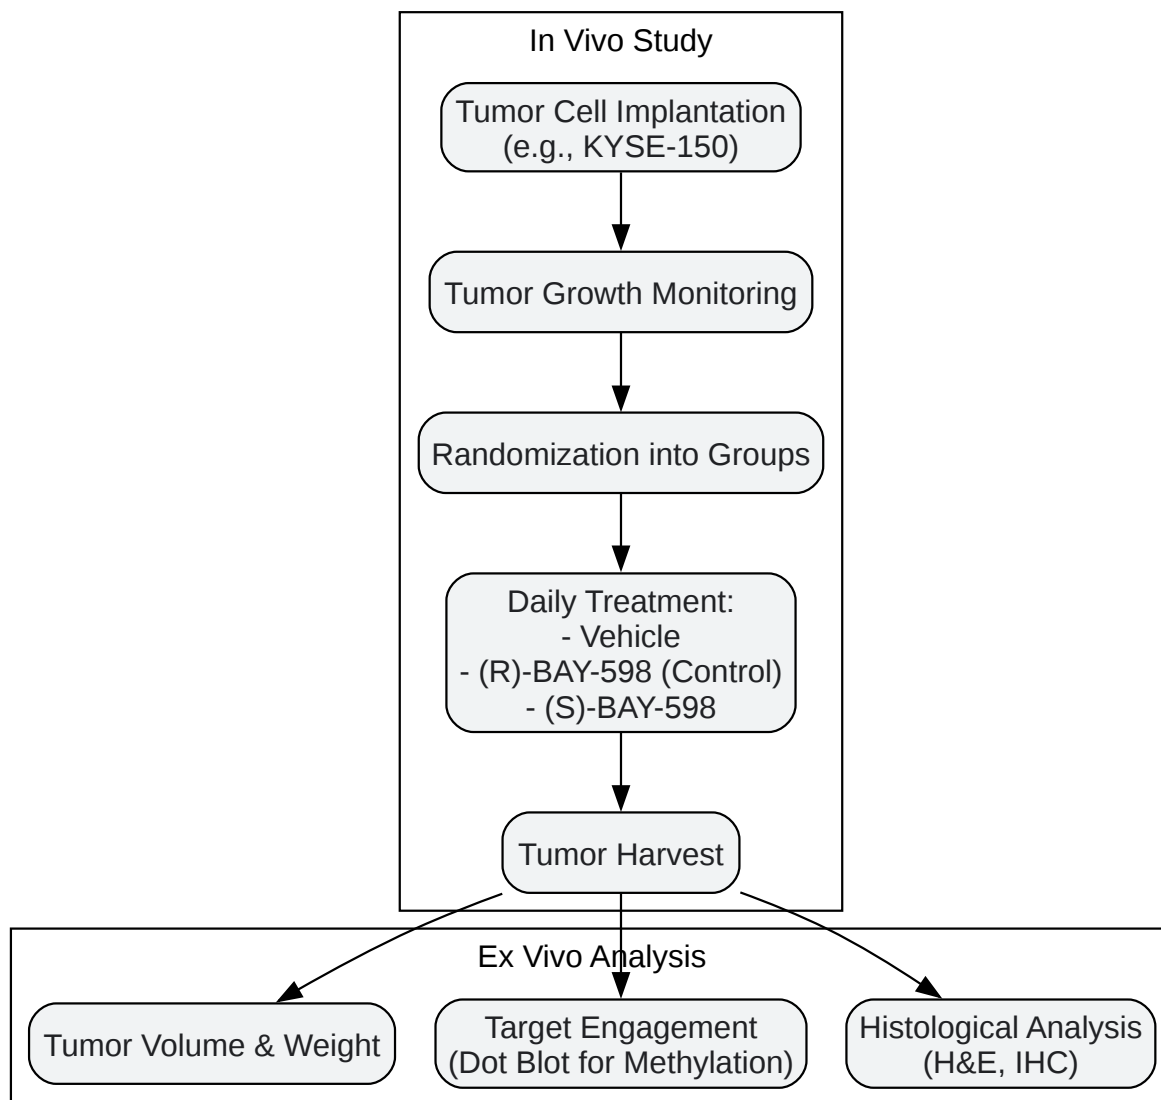 In Vivo Study
Tumor Cell Implantation
(e.g., KYSE-150)
Tumor Growth Monitoring
Randomization into Groups
Daily Treatment:
- Vehicle
- (R)-BAY-598 (Control)
- (S)-BAY-598
Tumor Harvest
Ex Vivo Analysis
Tumor Volume & Weight
Target Engagement
(Dot Blot for Methylation)
Histological Analysis
(H&E, IHC)